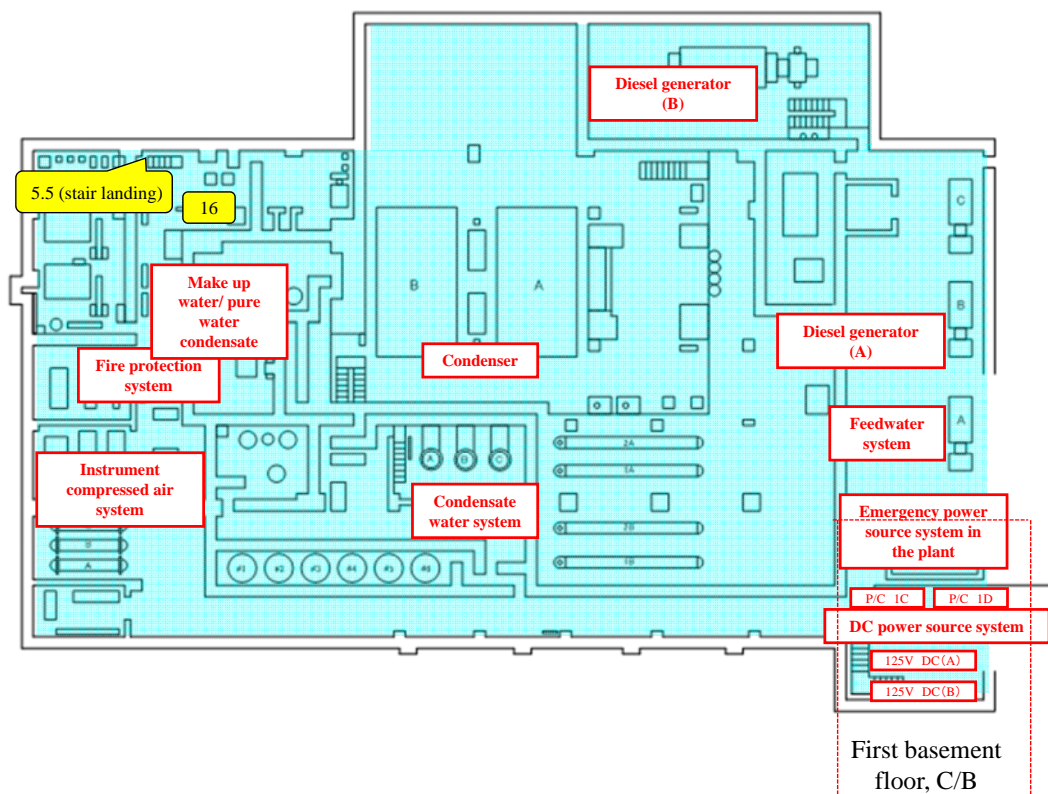 Diesel generator
(B)
5.5 (stair landing)
16
C
Make up
water/ pure
water
condensate
B
A
B
Diesel generator
(A)
Condenser
Fire protection
system
A
Feedwater
system
2A
1A
A
B
C
Instrument
compressed air
system
Condensate
water system
Emergency power
source system in
the plant
2B
1B
B
A
#1
#2
#3
#4
#5
#6
P/C 1C
P/C 1D
DC power source system
125V DC(A)
125V DC(B)
First basement
floor, C/B